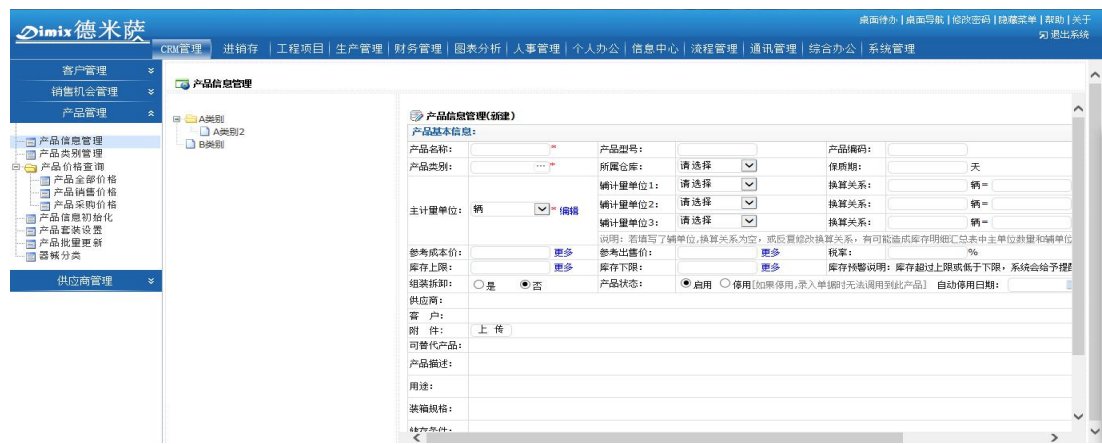 桌面待办 | 桌面导航 | 修改密码 | 隐藏菜单 | 帮助 | 关于
Dimix德米萨
退出系统
CRM管理 进销存 | 工程项目 | 生产管理 | 财务管理 | 图表分析 | 人事管理 | 个人办公 | 信息中心 | 流程管理 | 通讯管理 | 综合办公 | 系统管理
客户管理
销售机会管理
产品管理
产品信息管理
产品类别管理
产品价格查询
产品全部价格
产品销售价格
产品采购价格
产品信息初始化
产品套装设置
产品批量更新
器械分类
供应商管理
产品信息管理
A类别
A类别2
B类别
产品信息管理(新建)
产品基本信息:
产品名称: * 产品型号: 产品编码:
产品类别: ... * 所属仓库: 请选择 保质期: 天
辅计量单位1: 请选择 换算关系: 辆=
主计量单位: 辆 * 编辑 辅计量单位2: 请选择 换算关系: 辆=
辅计量单位3: 请选择 换算关系: 辆=
说明: 若填写了辅单位,换算关系为空, 或反复修改换算关系, 有可能造成库存明细汇总表中主单位数量和辅单位
参考成本价: 更多 参考出售价: 更多 税率: %
库存上限: 更多 库存下限: 更多 库存预警说明: 库存超过上限或低于下限, 系统会给予提醒
组装拆卸: 是 否 产品状态: 启用 停用[如果停用,录入单据时无法调用到此产品] 自动停用日期:
供应商:
客 户:
附 件: 上 传
可替代产品:
产品描述:
用途:
装箱规格:
储存条件: